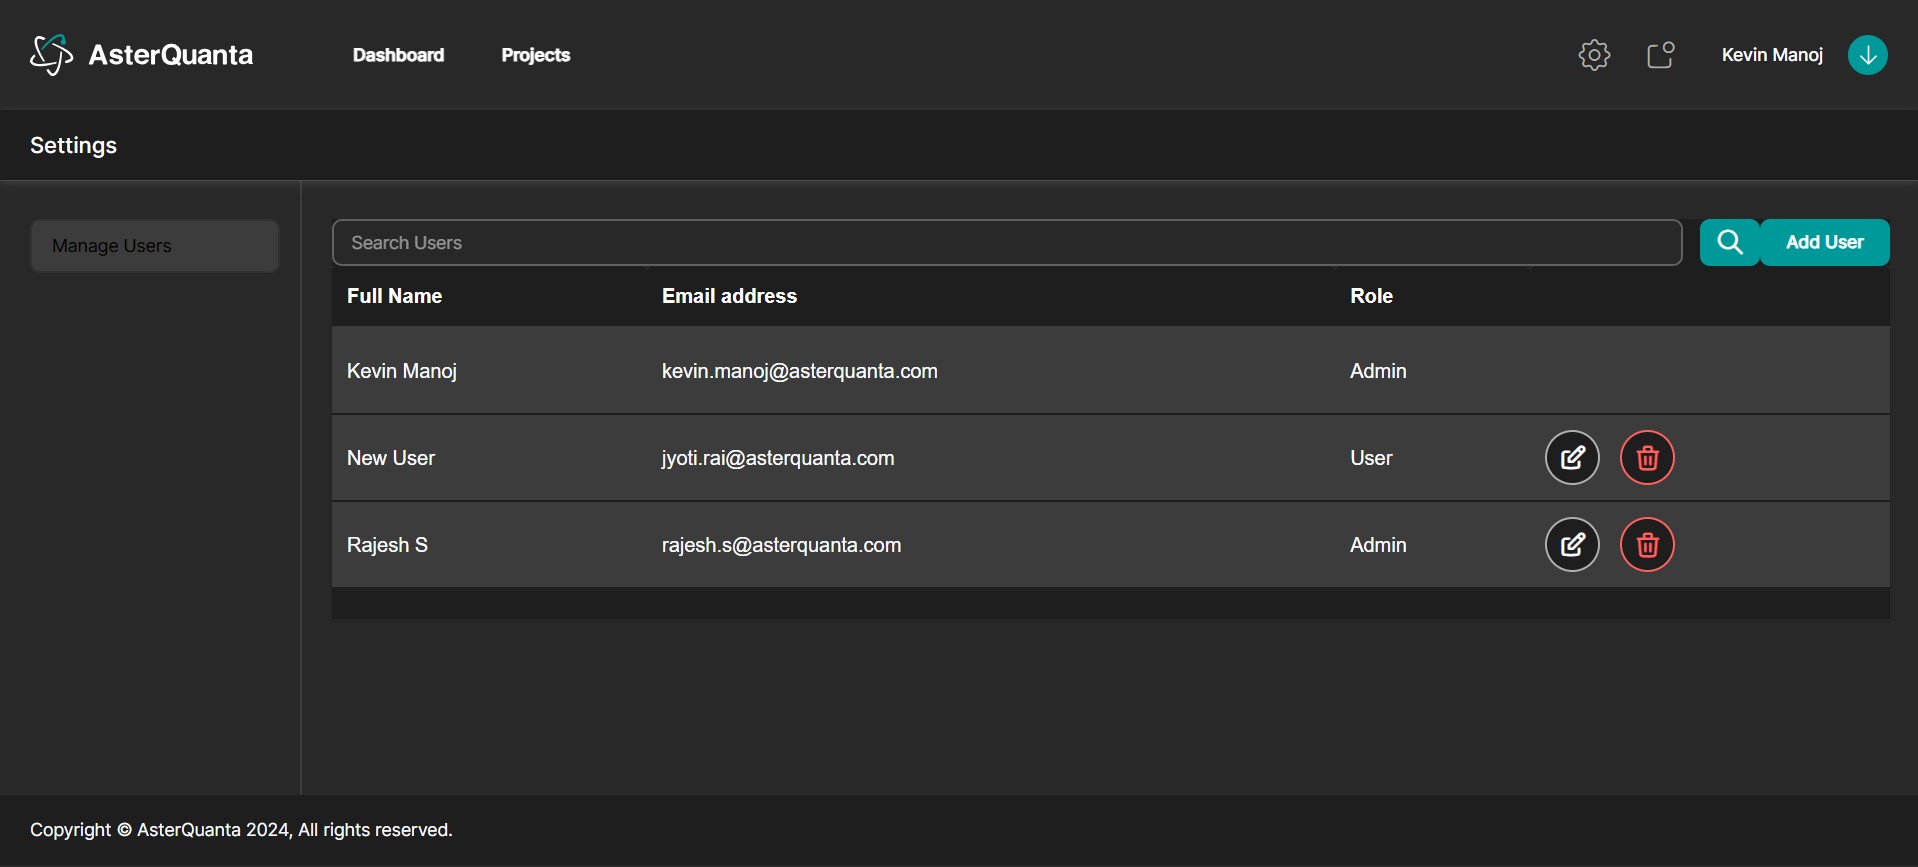 AsterQuanta Dashboard Projects Kevin Manoj
Settings
Manage Users
Search Users Add User
Full Name Email address Role
Kevin Manoj kevin.manoj@asterquanta.com Admin
New User jyoti.rai@asterquanta.com User
Rajesh S rajesh.s@asterquanta.com Admin
Copyright © AsterQuanta 2024, All rights reserved.